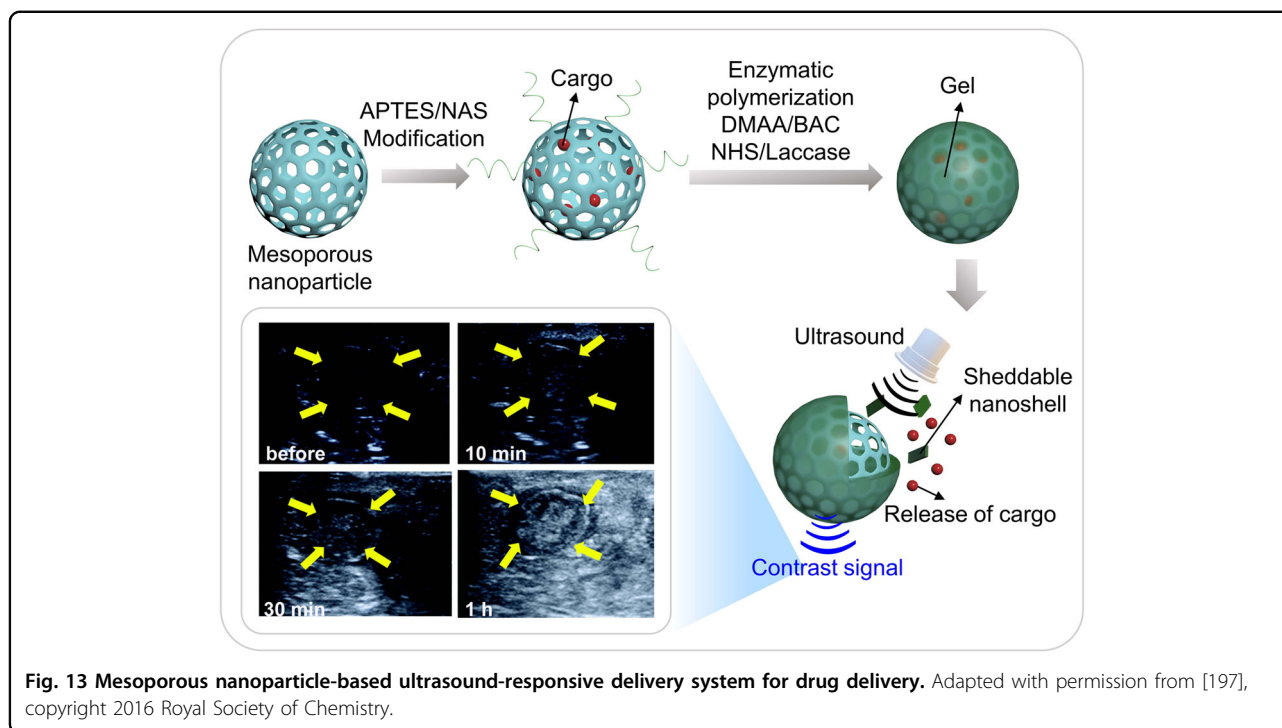 Cargo
APTES/NAS
Modification
Enzymatic
polymerization
DMAA/BAC
NHS/Laccase
Gel
Mesoporous
nanoparticle
before
10 min
30 min
1 h
Ultrasound
Sheddable
nanoshell
Release of cargo
Contrast signal
Fig. 13 Mesoporous nanoparticle-based ultrasound-responsive delivery system for drug delivery. Adapted with permission from [197],
copyright 2016 Royal Society of Chemistry.